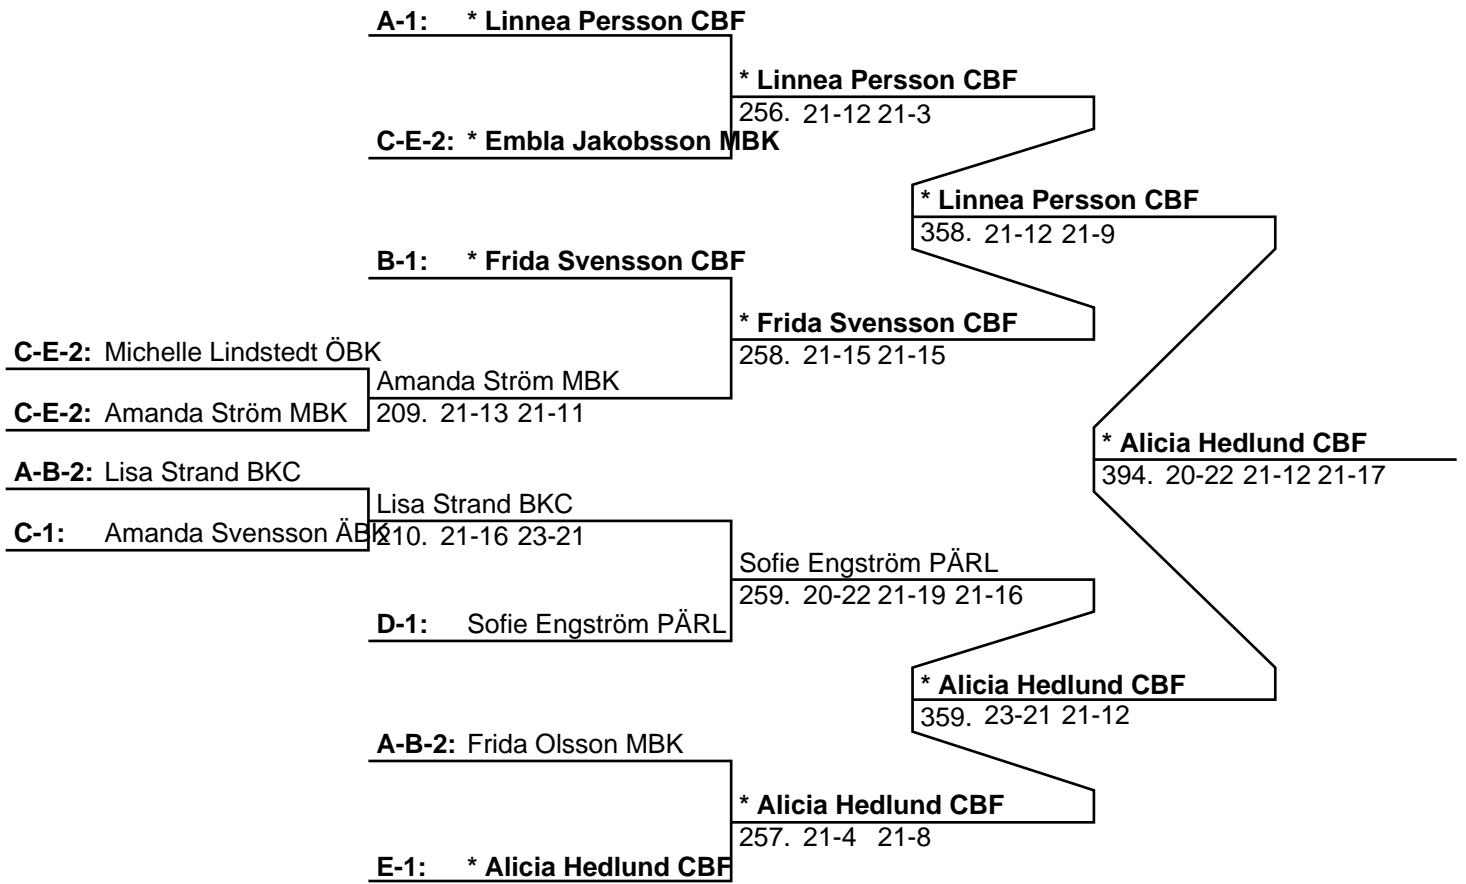 A-1: * Linnea Persson CBF
* Linnea Persson CBF
256. 21-12 21-3
C-E-2: * Embla Jakobsson MBK
* Linnea Persson CBF
358. 21-12 21-9
B-1: * Frida Svensson CBF
* Frida Svensson CBF
258. 21-15 21-15
C-E-2: Michelle Lindstedt ÖBK
Amanda Ström MBK
209. 21-13 21-11
C-E-2: Amanda Ström MBK
* Alicia Hedlund CBF
394. 20-22 21-12 21-17
A-B-2: Lisa Strand BKC
Lisa Strand BKC
210. 21-16 23-21
C-1: Amanda Svensson ÄBK
Sofie Engström PÄRL
259. 20-22 21-19 21-16
D-1: Sofie Engström PÄRL
* Alicia Hedlund CBF
359. 23-21 21-12
A-B-2: Frida Olsson MBK
* Alicia Hedlund CBF
257. 21-4 21-8
E-1: * Alicia Hedlund CBF